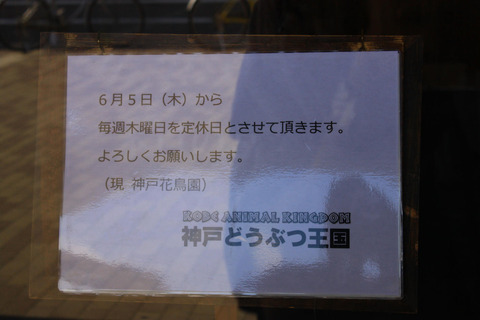 ６月５日（木）から
毎週木曜日を定休日とさせて頂きます。
よろしくお願いします。
（現 神戸花鳥園）
KOBE ANIMAL KINGDOM
神戸どうぶつ王国